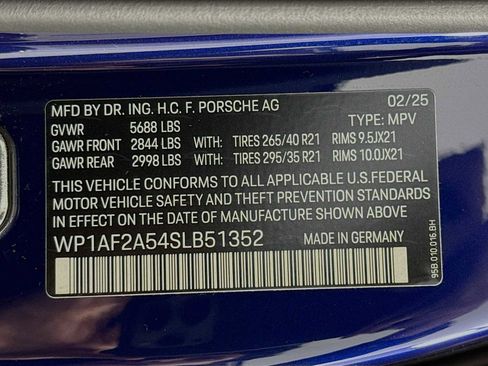 MFD BY DR. ING. H.C. F. PORSCHE AG 02/25
GVWR 5688 LBS TYPE: MPV
GAWR FRONT 2844 LBS WITH: TIRES 265/40 R21 RIMS 9.5JX21
GAWR REAR 2998 LBS WITH: TIRES 295/35 R21 RIMS 10.0JX21
THIS VEHICLE CONFORMS TO ALL APPLICABLE U.S.FEDERAL
MOTOR VEHICLE SAFETY AND THEFT PREVENTION STANDARDS
IN EFFECT ON THE DATE OF MANUFACTURE SHOWN ABOVE.
WP1AF2A54SLB51352 MADE IN GERMANY
95B.010.016.BH